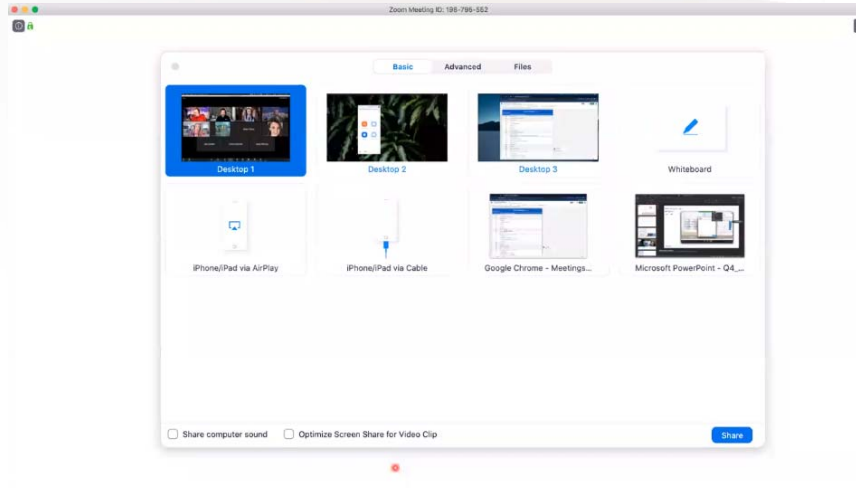 Zoom Meeting ID: 196-796-552
Basic Advanced Files
Desktop 1 Desktop 2 Desktop 3 Whiteboard
iPhone/iPad via AirPlay iPhone/iPad via Cable Google Chrome - Meetings... Microsoft PowerPoint - Q4_...
Share computer sound Optimize Screen Share for Video Clip Share